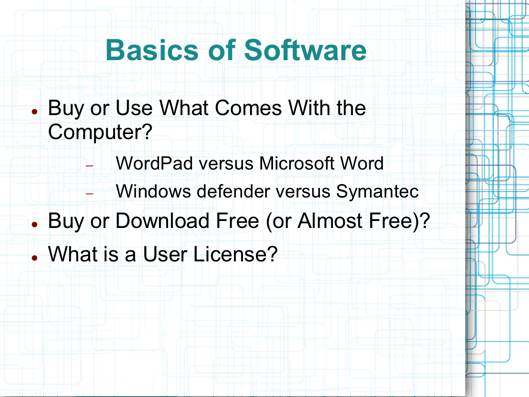 Basics of Software
● Buy or Use What Comes With the
Computer?
– WordPad versus Microsoft Word
– Windows defender versus Symantec
● Buy or Download Free (or Almost Free)?
● What is a User License?